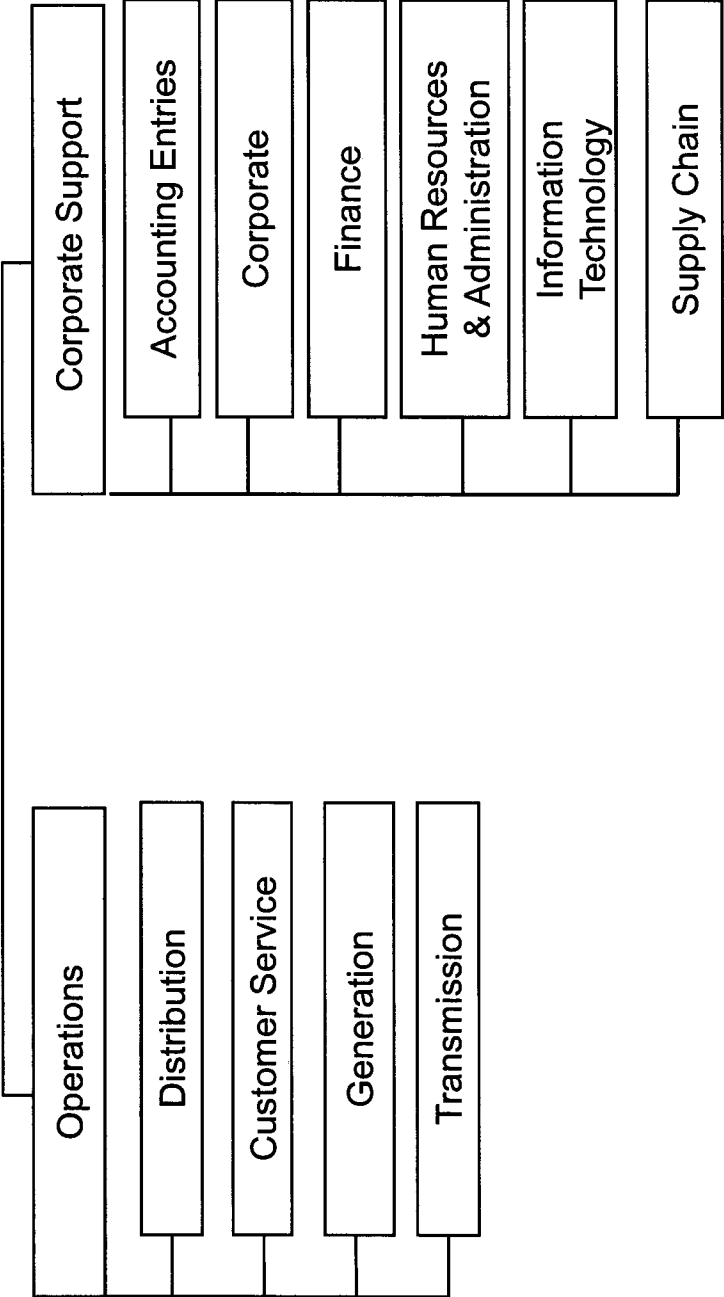 Operations
Distribution
Customer Service
Generation
Transmission
Corporate Support
Accounting Entries
Corporate
Finance
Human Resources
& Administration
Information
Technology
Supply Chain